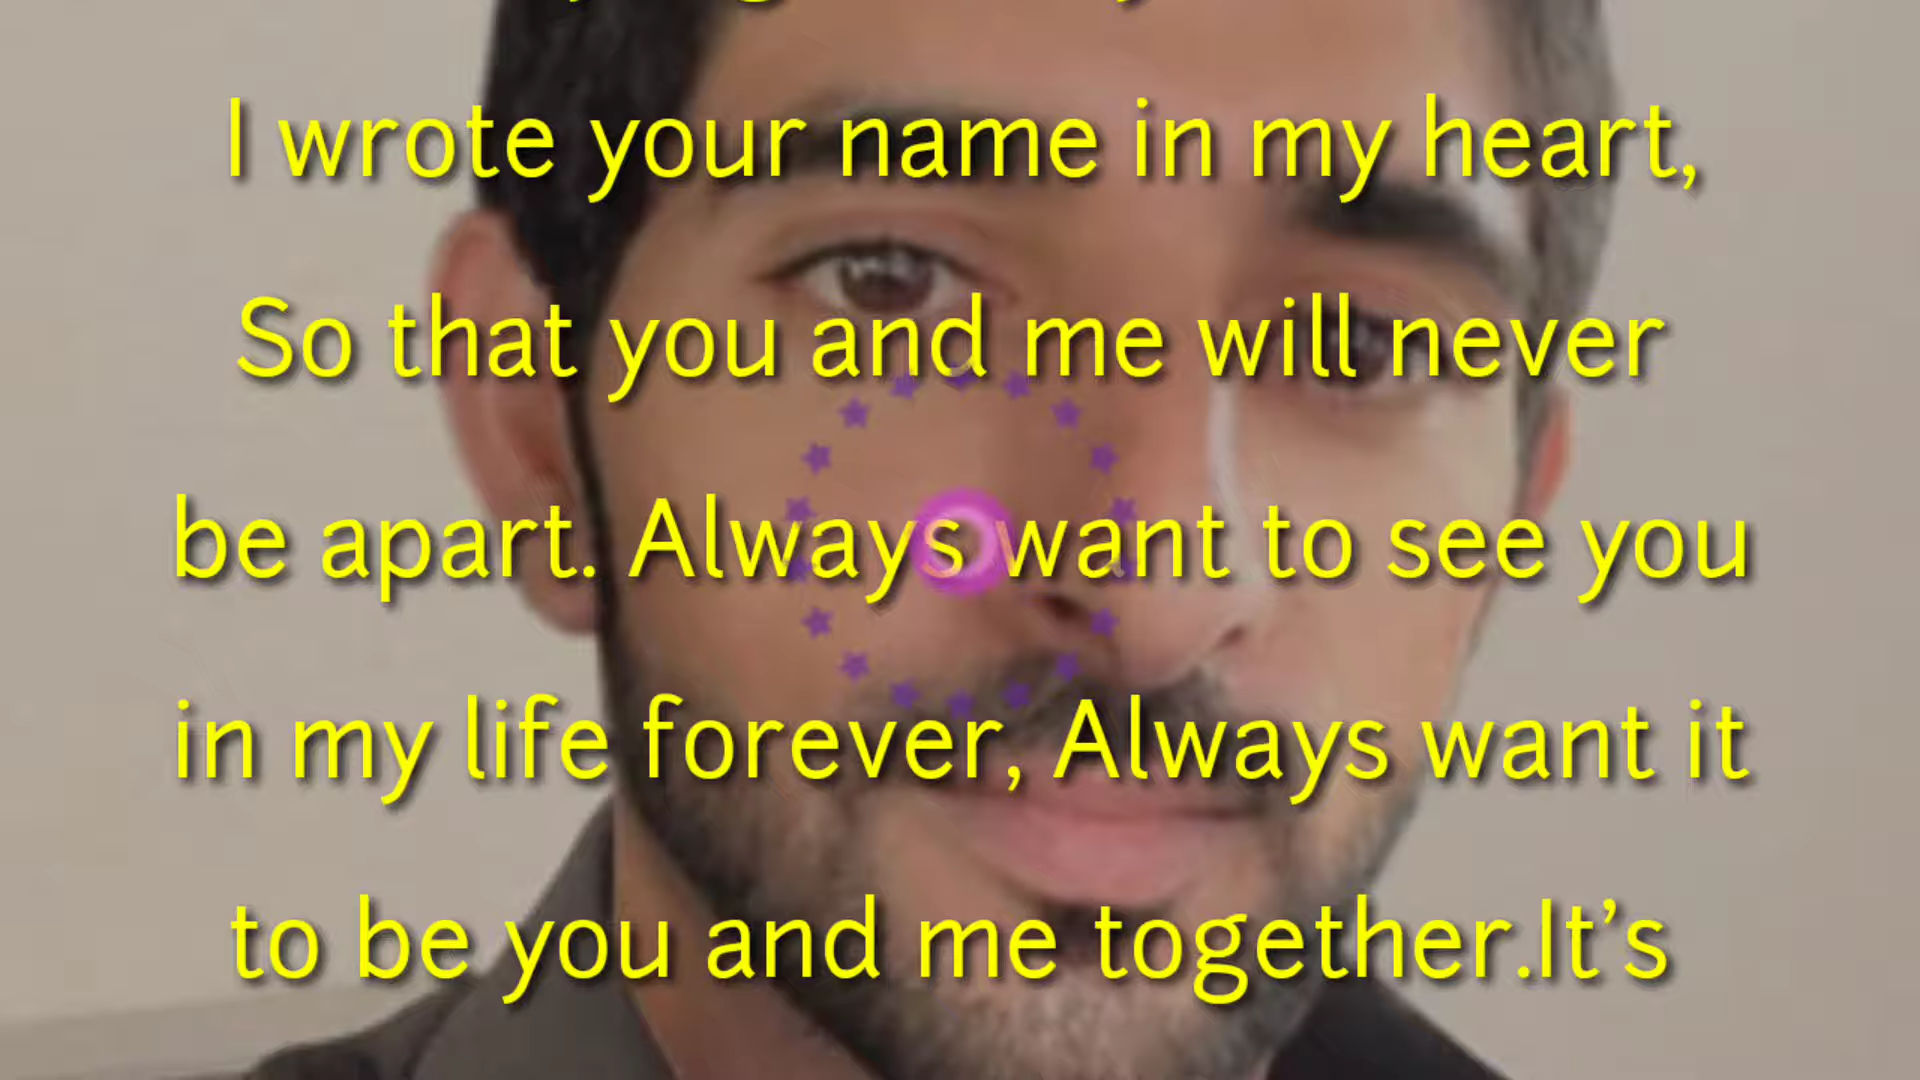 I wrote your name in my heart,
So that you and me will never
be apart. Always want to see you
in my life forever, Always want it
to be you and me together.It’s